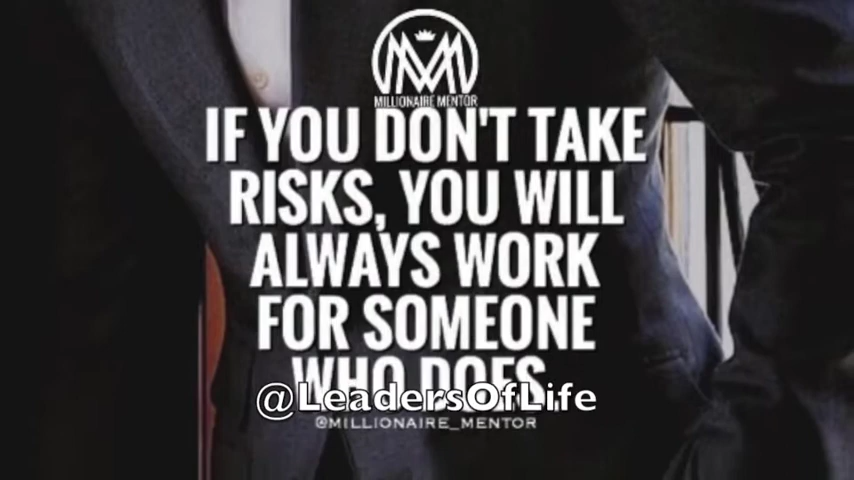 MILLIONAIRE MENTOR
IF YOU DON'T TAKE
RISKS, YOU WILL
ALWAYS WORK
FOR SOMEONE
WHO DOES.
@LeadersOfLife
@MILLIONAIRE_MENTOR